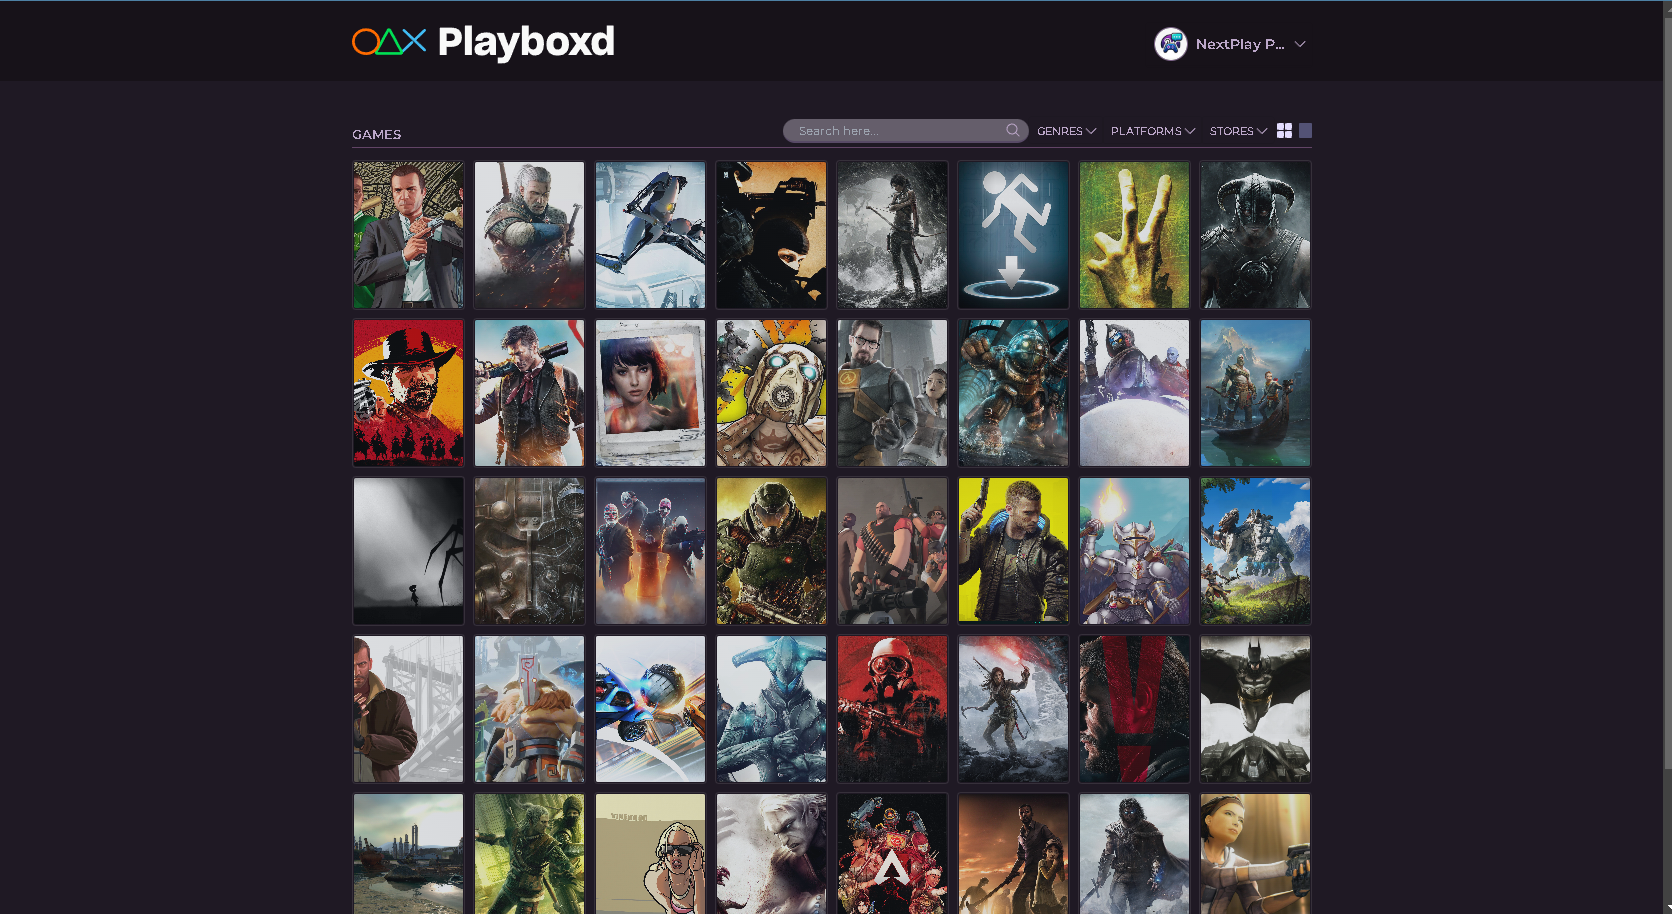 Playboxd
NextPlay P...
GAMES
Search here...
GENRES
PLATFORMS
STORES